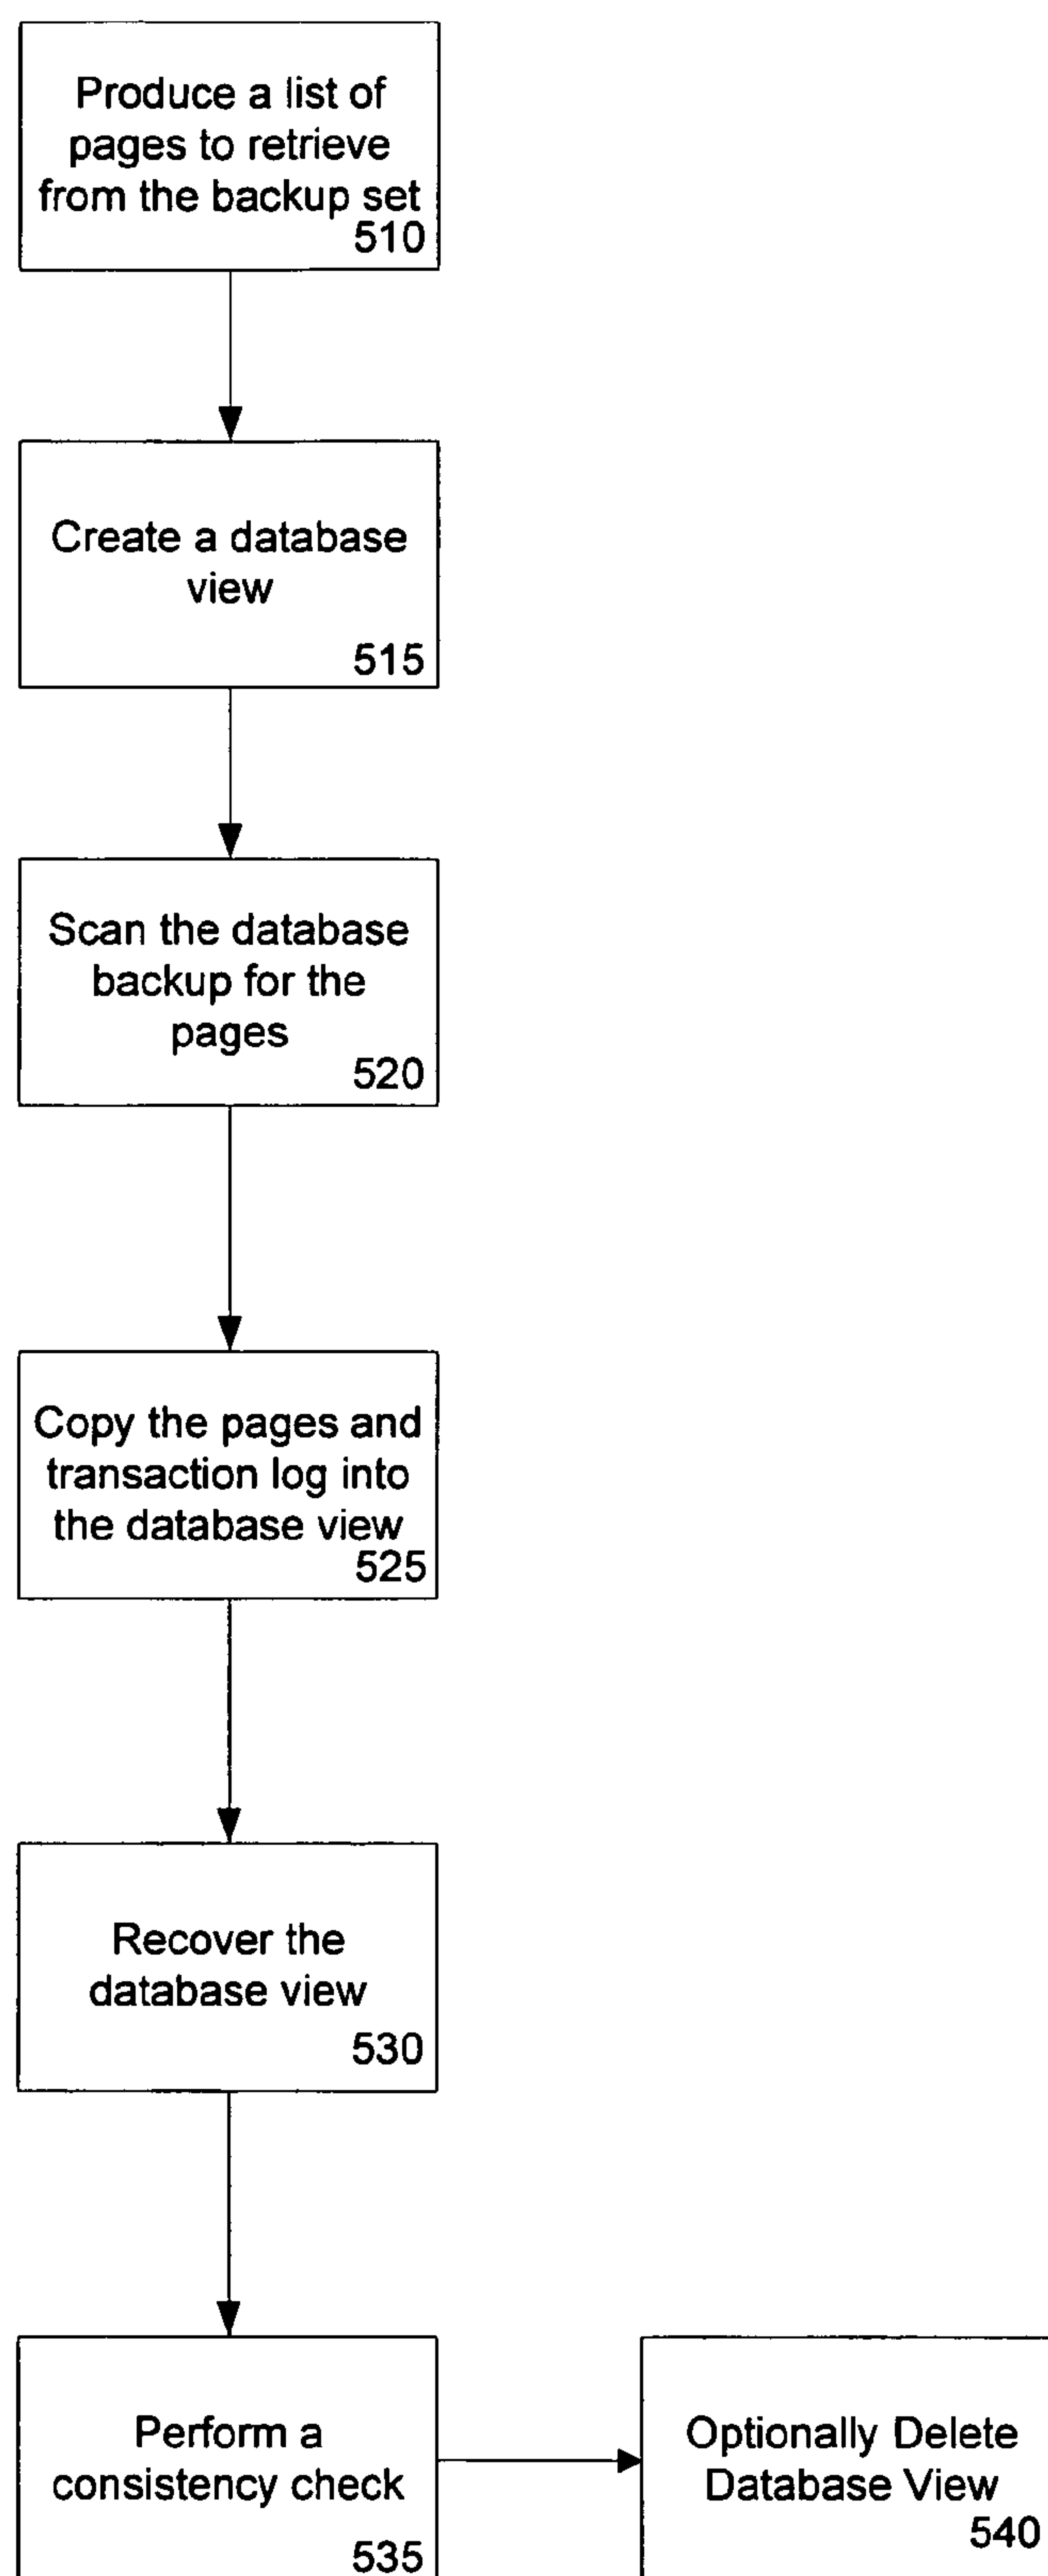 Produce a list of
pages to retrieve
from the backup set
510
Create a database
view
515
Scan the database
backup for the
pages
520
Copy the pages and
transaction log into
the database view
525
Recover the
database view
530
Perform a
consistency check
535
Optionally Delete
Database View
540